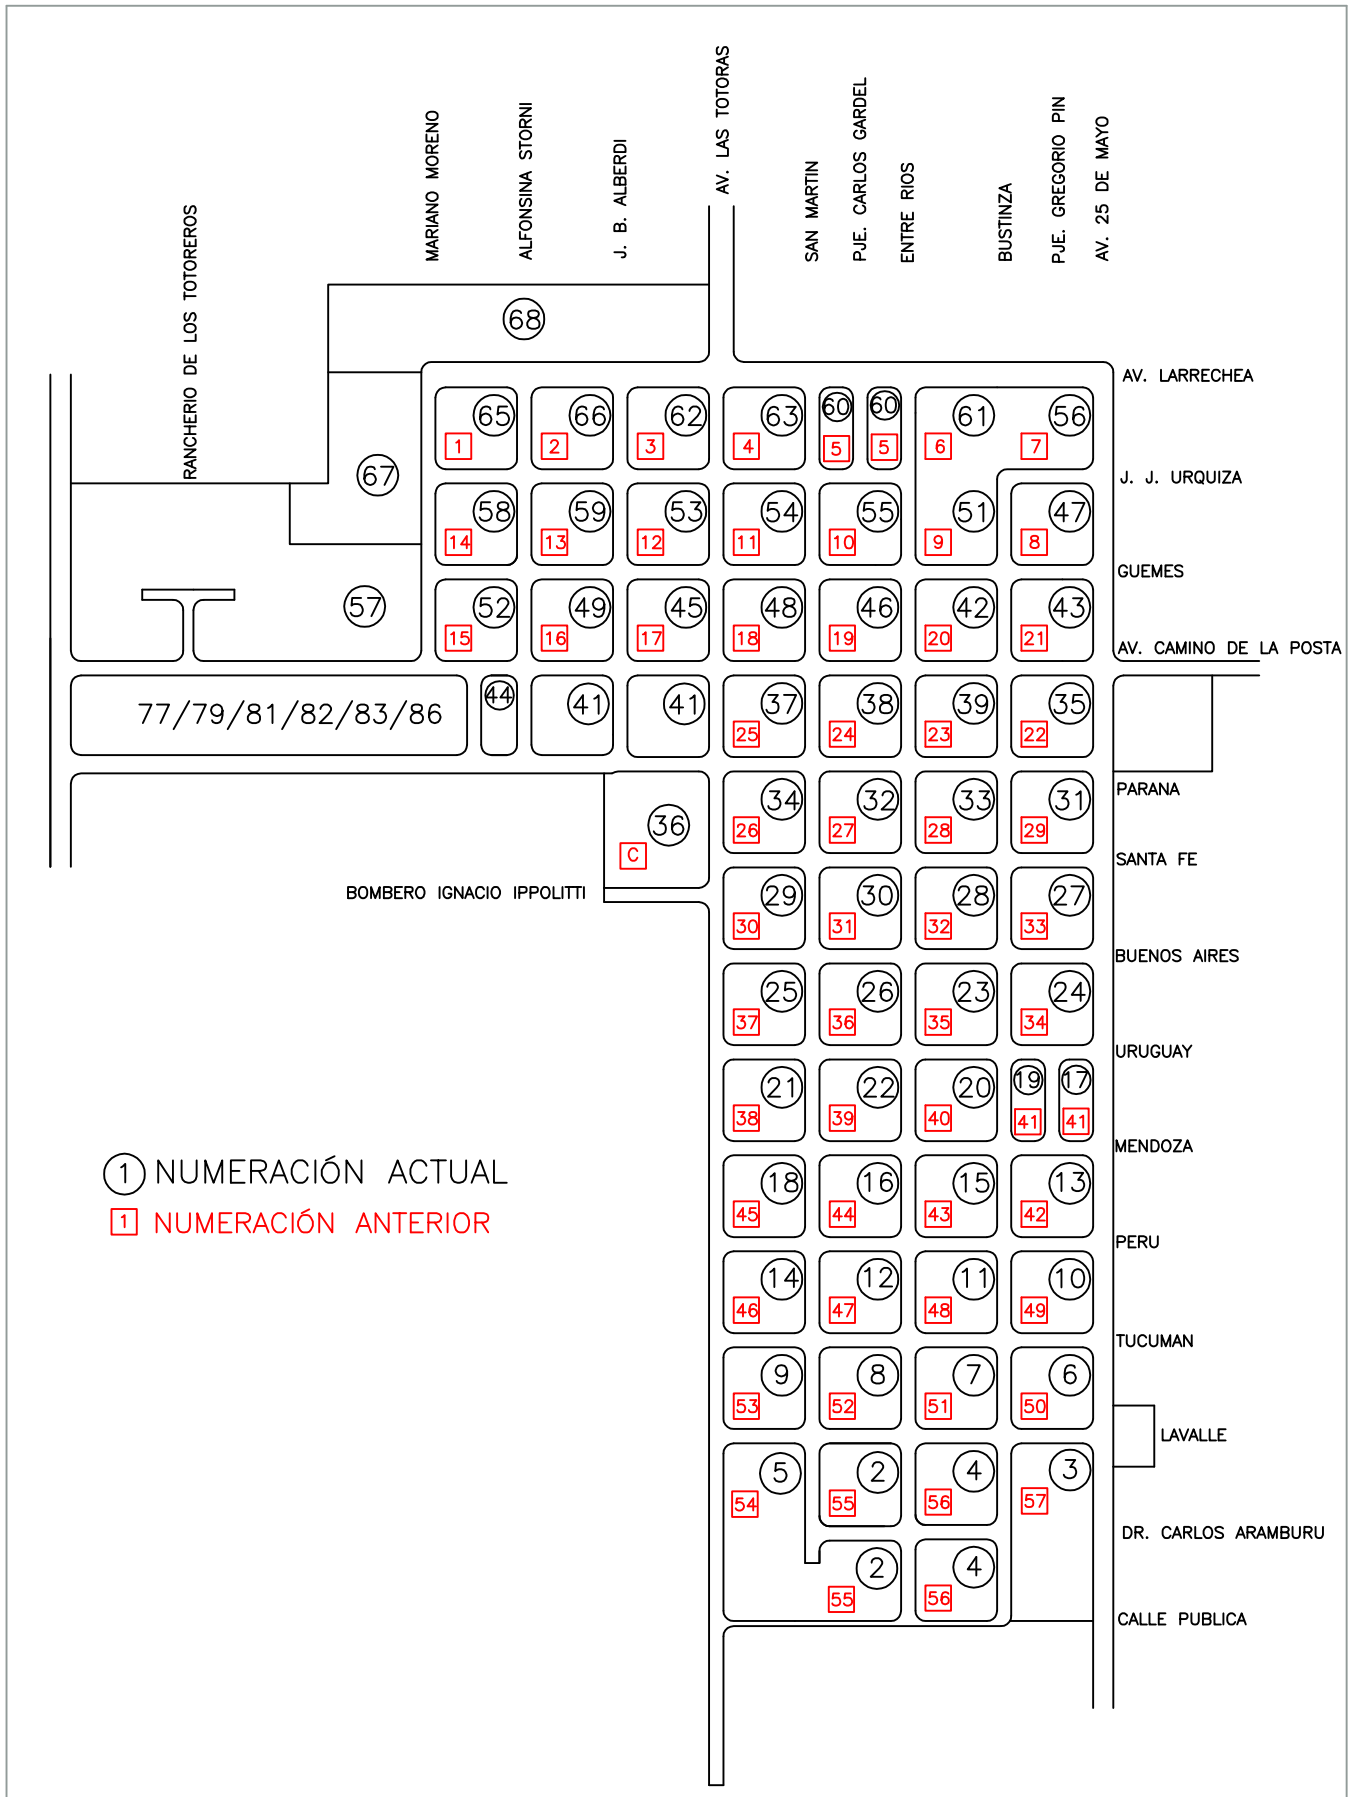 RANCHERIO DE LOS TOTOREROS
MARIANO MORENO
ALFONSINA STORNI
J. B. ALBERDI
AV. LAS TOTORAS
SAN MARTIN
PJE. CARLOS GARDEL
ENTRE RIOS
BUSTINZA
PJE. GREGORIO PIN
AV. 25 DE MAYO
68
AV. LARRECHEA
65 66 62 63 60 60 61 56
1 2 3 4 5 5 6 7
67
J. J. URQUIZA
58 59 53 54 55 51 47
14 13 12 11 10 9 8
GUEMES
57
52 49 45 48 46 42 43
15 16 17 18 19 20 21
AV. CAMINO DE LA POSTA
77/79/81/82/83/86
44 41 41 37 38 39 35
25 24 23 22
PARANA
36 34 32 33 31
C 26 27 28 29
SANTA FE
BOMBERO IGNACIO IPPOLITTI
29 30 28 27
30 31 32 33
BUENOS AIRES
25 26 23 24
37 36 35 34
URUGUAY
21 22 20 19 17
38 39 40 41 41
MENDOZA
18 16 15 13
45 44 43 42
PERU
14 12 11 10
46 47 48 49
TUCUMAN
9 8 7 6
53 52 51 50
LAVALLE
5 2 4 3
54 55 56 57
DR. CARLOS ARAMBURU
2 4
55 56
CALLE PUBLICA
1 NUMERACIÓN ACTUAL
1 NUMERACIÓN ANTERIOR